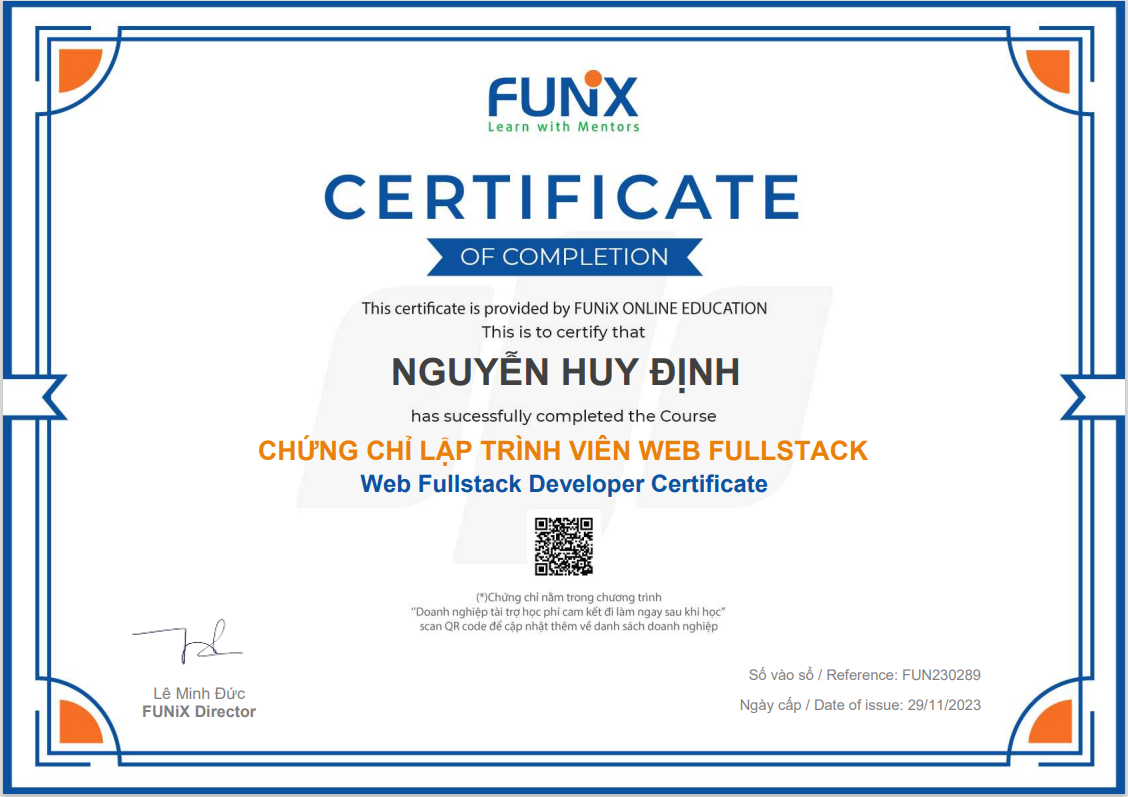 FUNiX
Learn with Mentors
CERTIFICATE
OF COMPLETION
This certificate is provided by FUNiX ONLINE EDUCATION
This is to certify that
NGUYỄN HUY ĐỊNH
has sucessfully completed the Course
CHỨNG CHỈ LẬP TRÌNH VIÊN WEB FULLSTACK
Web Fullstack Developer Certificate
(*)Chứng chỉ nằm trong chương trình
"Doanh nghiệp tài trợ học phí cam kết đi làm ngay sau khi học"
scan QR code để cập nhật thêm về danh sách doanh nghiệp
Lê Minh Đức
FUNiX Director
Số vào sổ / Reference: FUN230289
Ngày cấp / Date of issue: 29/11/2023